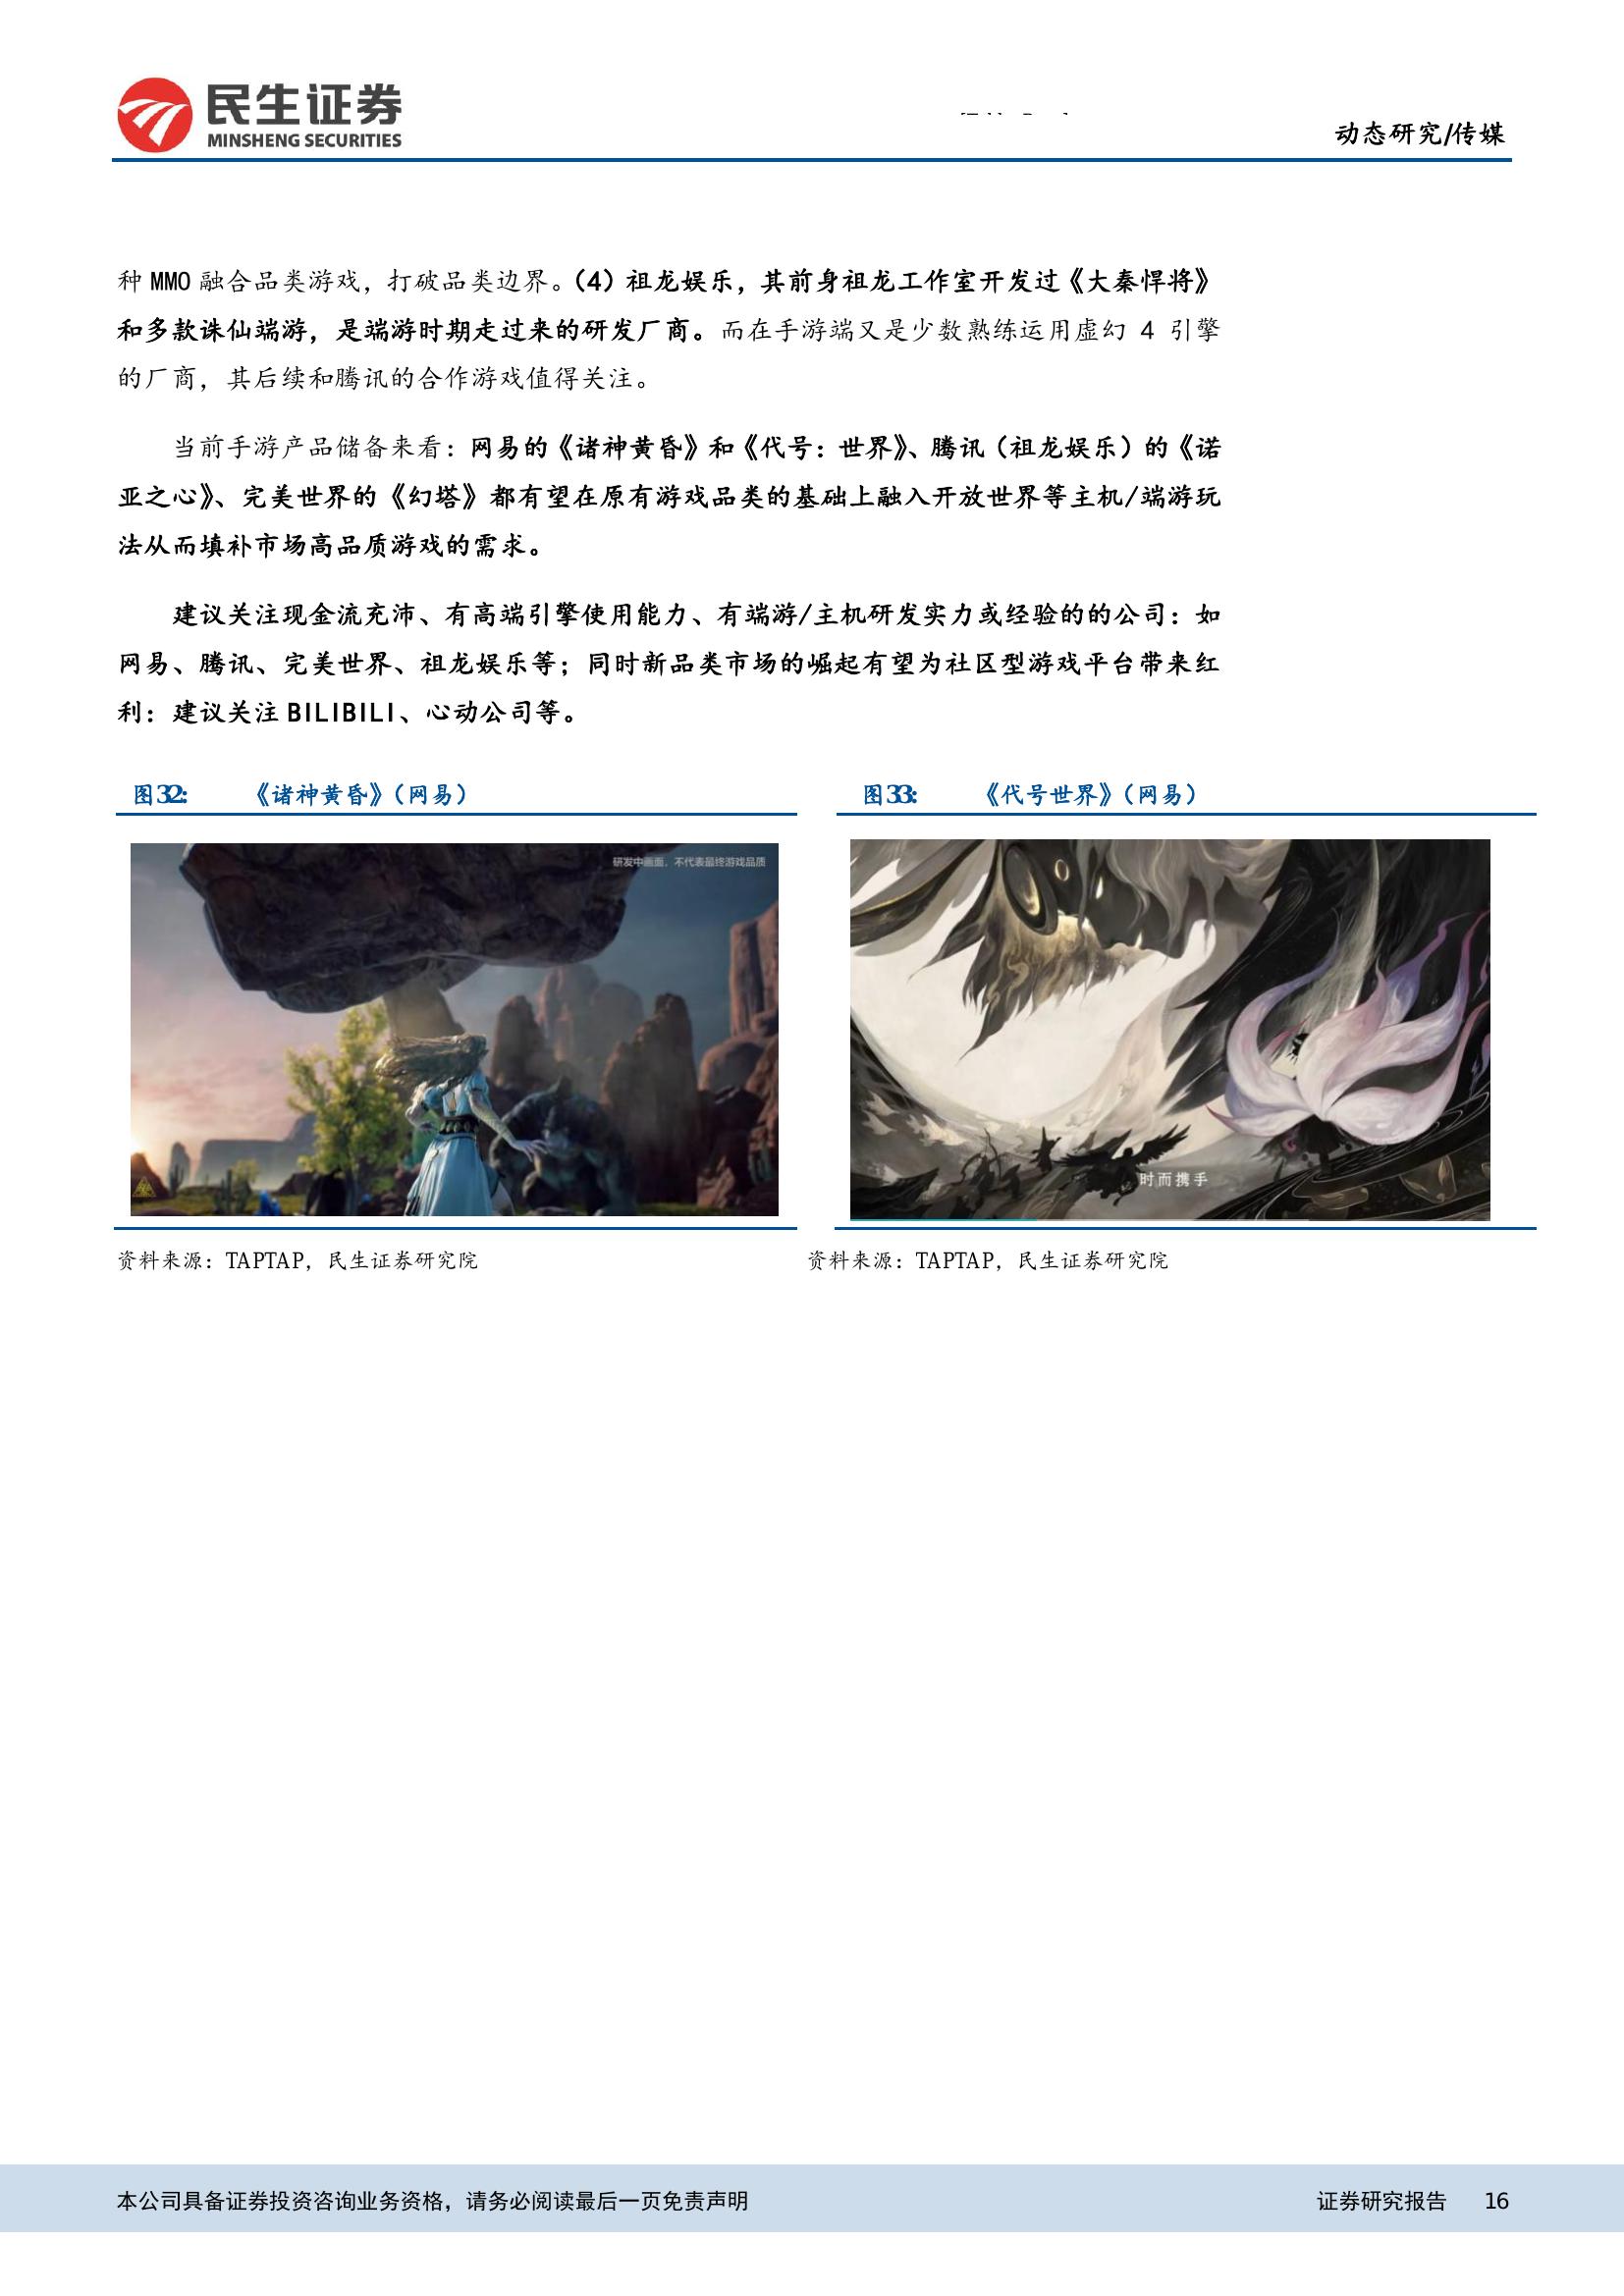 民生证券
MINSHENG SECURITIES
动态研究/传媒
种 MMO 融合品类游戏，打破品类边界。（4）祖龙娱乐，其前身祖龙工作室开发过《大秦悍将》
和多款诛仙端游，是端游时期走过来的研发厂商。而在手游端又是少数熟练运用虚幻 4 引擎
的厂商，其后续和腾讯的合作游戏值得关注。
当前手游产品储备来看：网易的《诸神黄昏》和《代号：世界》、腾讯（祖龙娱乐）的《诺
亚之心》、完美世界的《幻塔》都有望在原有游戏品类的基础上融入开放世界等主机/端游玩
法从而填补市场高品质游戏的需求。
建议关注现金流充沛、有高端引擎使用能力、有端游/主机研发实力或经验的的公司：如
网易、腾讯、完美世界、祖龙娱乐等；同时新品类市场的崛起有望为社区型游戏平台带来红
利：建议关注 BILIBILI、心动公司等。
图32: 《诸神黄昏》（网易）
图33: 《代号世界》（网易）
研发中画面，不代表最终游戏品质
时而携手
资料来源：TAPTAP，民生证券研究院
资料来源：TAPTAP，民生证券研究院
本公司具备证券投资咨询业务资格，请务必阅读最后一页免责声明
证券研究报告 16